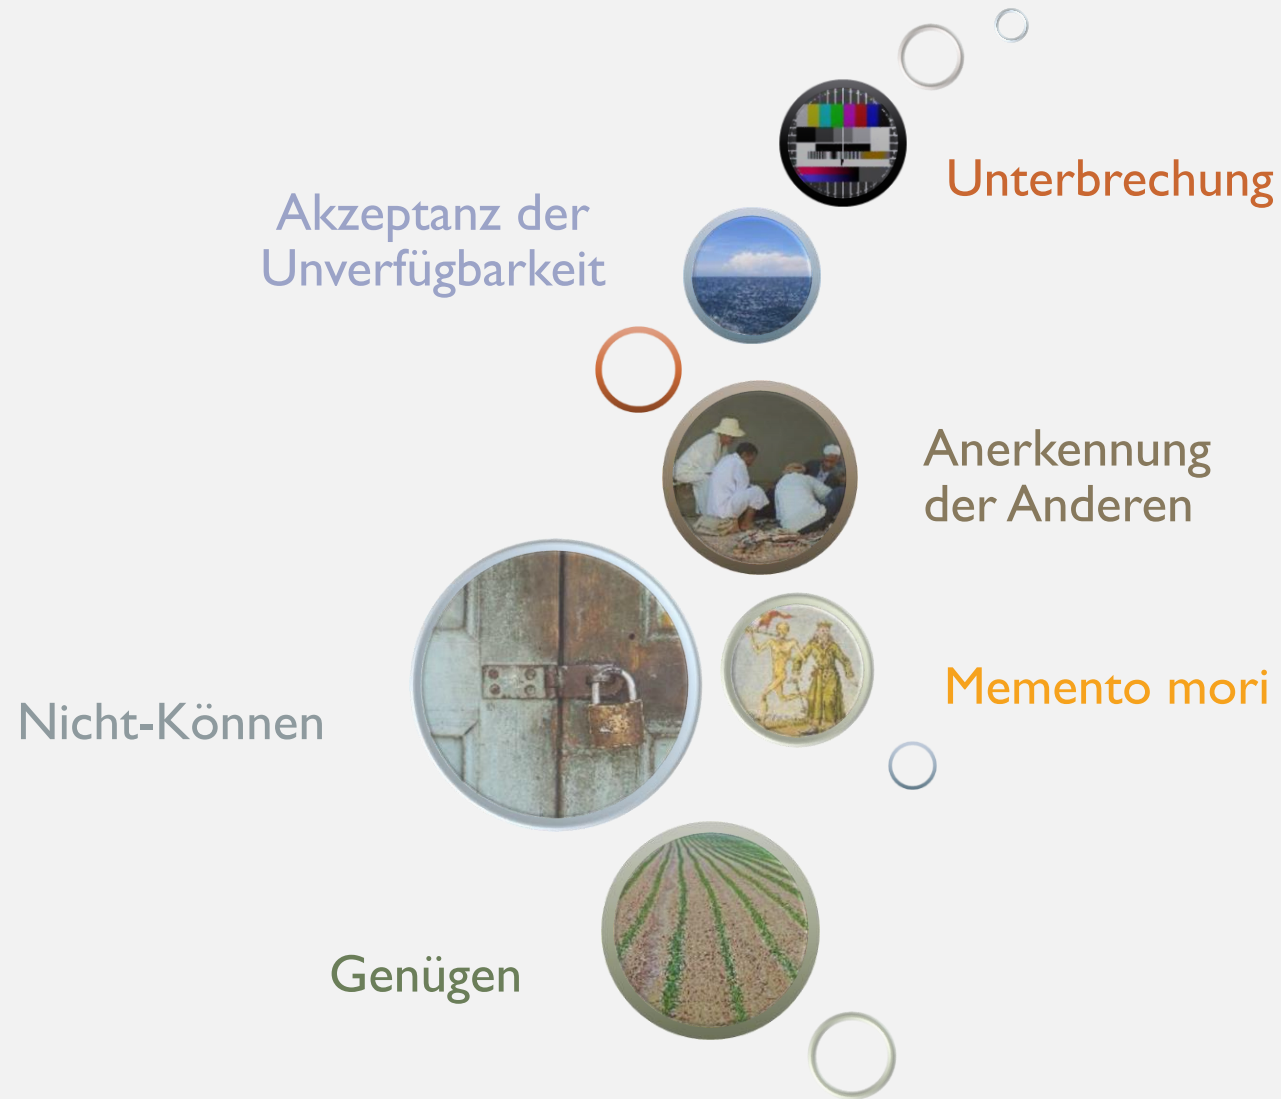 Unterbrechung
Akzeptanz der
Unverfügbarkeit
Anerkennung
der Anderen
Memento mori
Nicht-Können
Genügen